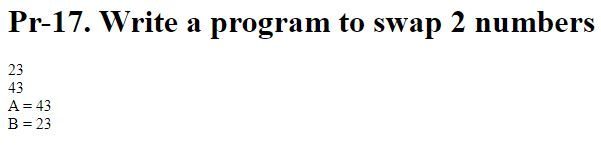 Pr-17. Write a program to swap 2 numbers
23
43
A = 43
B = 23